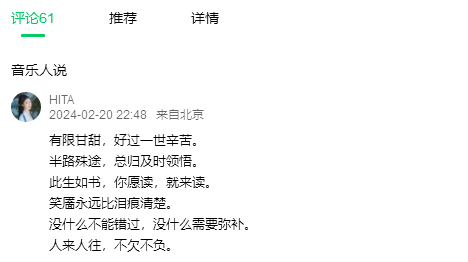 评论61 推荐 详情
音乐人说
HITA
2024-02-20 22:48 来自北京
有限甘甜，好过一世辛苦。
半路殊途，总归及时领悟。
此生如书，你愿读，就来读。
笑靥永远比泪痕清楚。
没什么不能错过，没什么需要弥补。
人来人往，不欠不负。